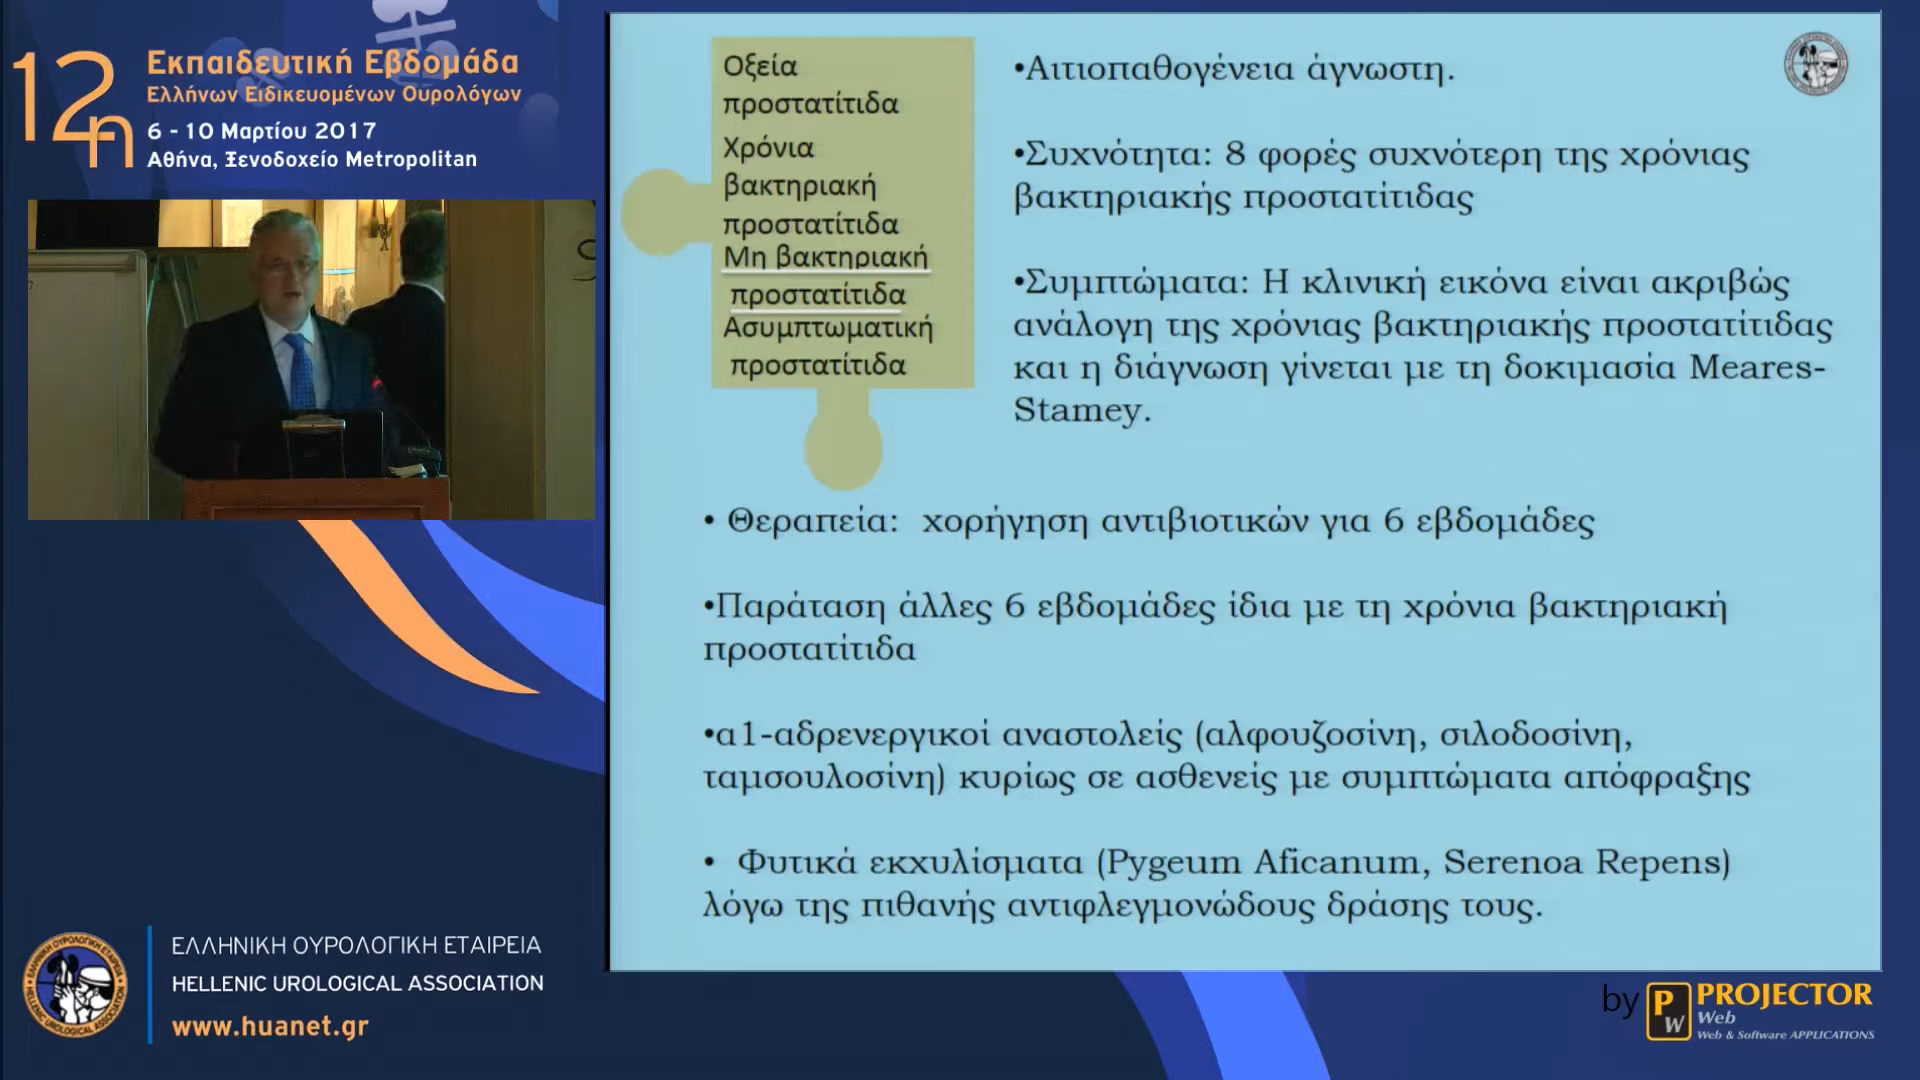 12η
Εκπαιδευτική Εβδομάδα
Ελλήνων Ειδικευομένων Ουρολόγων
6 - 10 Μαρτίου 2017
Αθήνα, Ξενοδοχείο Metropolitan
Οξεία
προστατίτιδα
Χρόνια
βακτηριακή
προστατίτιδα
Μη βακτηριακή
προστατίτιδα
Ασυμπτωματική
προστατίτιδα
•Αιτιοπαθογένεια άγνωστη.
•Συχνότητα: 8 φορές συχνότερη της χρόνιας
βακτηριακής προστατίτιδας
•Συμπτώματα: Η κλινική εικόνα είναι ακριβώς
ανάλογη της χρόνιας βακτηριακής προστατίτιδας
και η διάγνωση γίνεται με τη δοκιμασία Meares-
Stamey.
• Θεραπεία: χορήγηση αντιβιοτικών για 6 εβδομάδες
•Παράταση άλλες 6 εβδομάδες ίδια με τη χρόνια βακτηριακή
προστατίτιδα
•α1-αδρενεργικοί αναστολείς (αλφουζοσίνη, σιλοδοσίνη,
ταμσουλοσίνη) κυρίως σε ασθενείς με συμπτώματα απόφραξης
• Φυτικά εκχυλίσματα (Pygeum Aficanum, Serenoa Repens)
λόγω της πιθανής αντιφλεγμονώδους δράσης τους.
ΕΛΛΗΝΙΚΗ ΟΥΡΟΛΟΓΙΚΗ ΕΤΑΙΡΕΙΑ
HELLENIC UROLOGICAL ASSOCIATION
www.huanet.gr
by PW PROJECTOR
Web
Web & Software APPLICATIONS